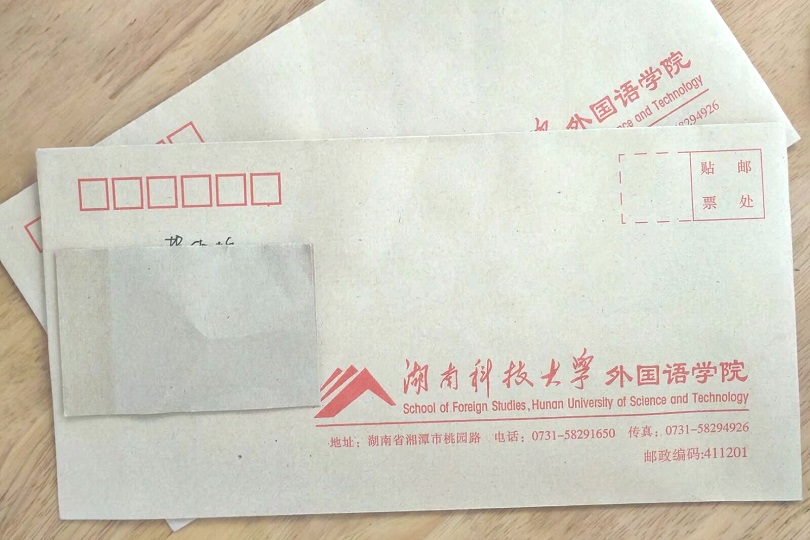 外国语学院
ce and Technology
8294926
贴 邮
票 处
湖南科技大学 外国语学院
School of Foreign Studies, Hunan University of Science and Technology
地址：湖南省湘潭市桃园路 电话：0731-58291650 传真：0731-58294926
邮政编码:411201